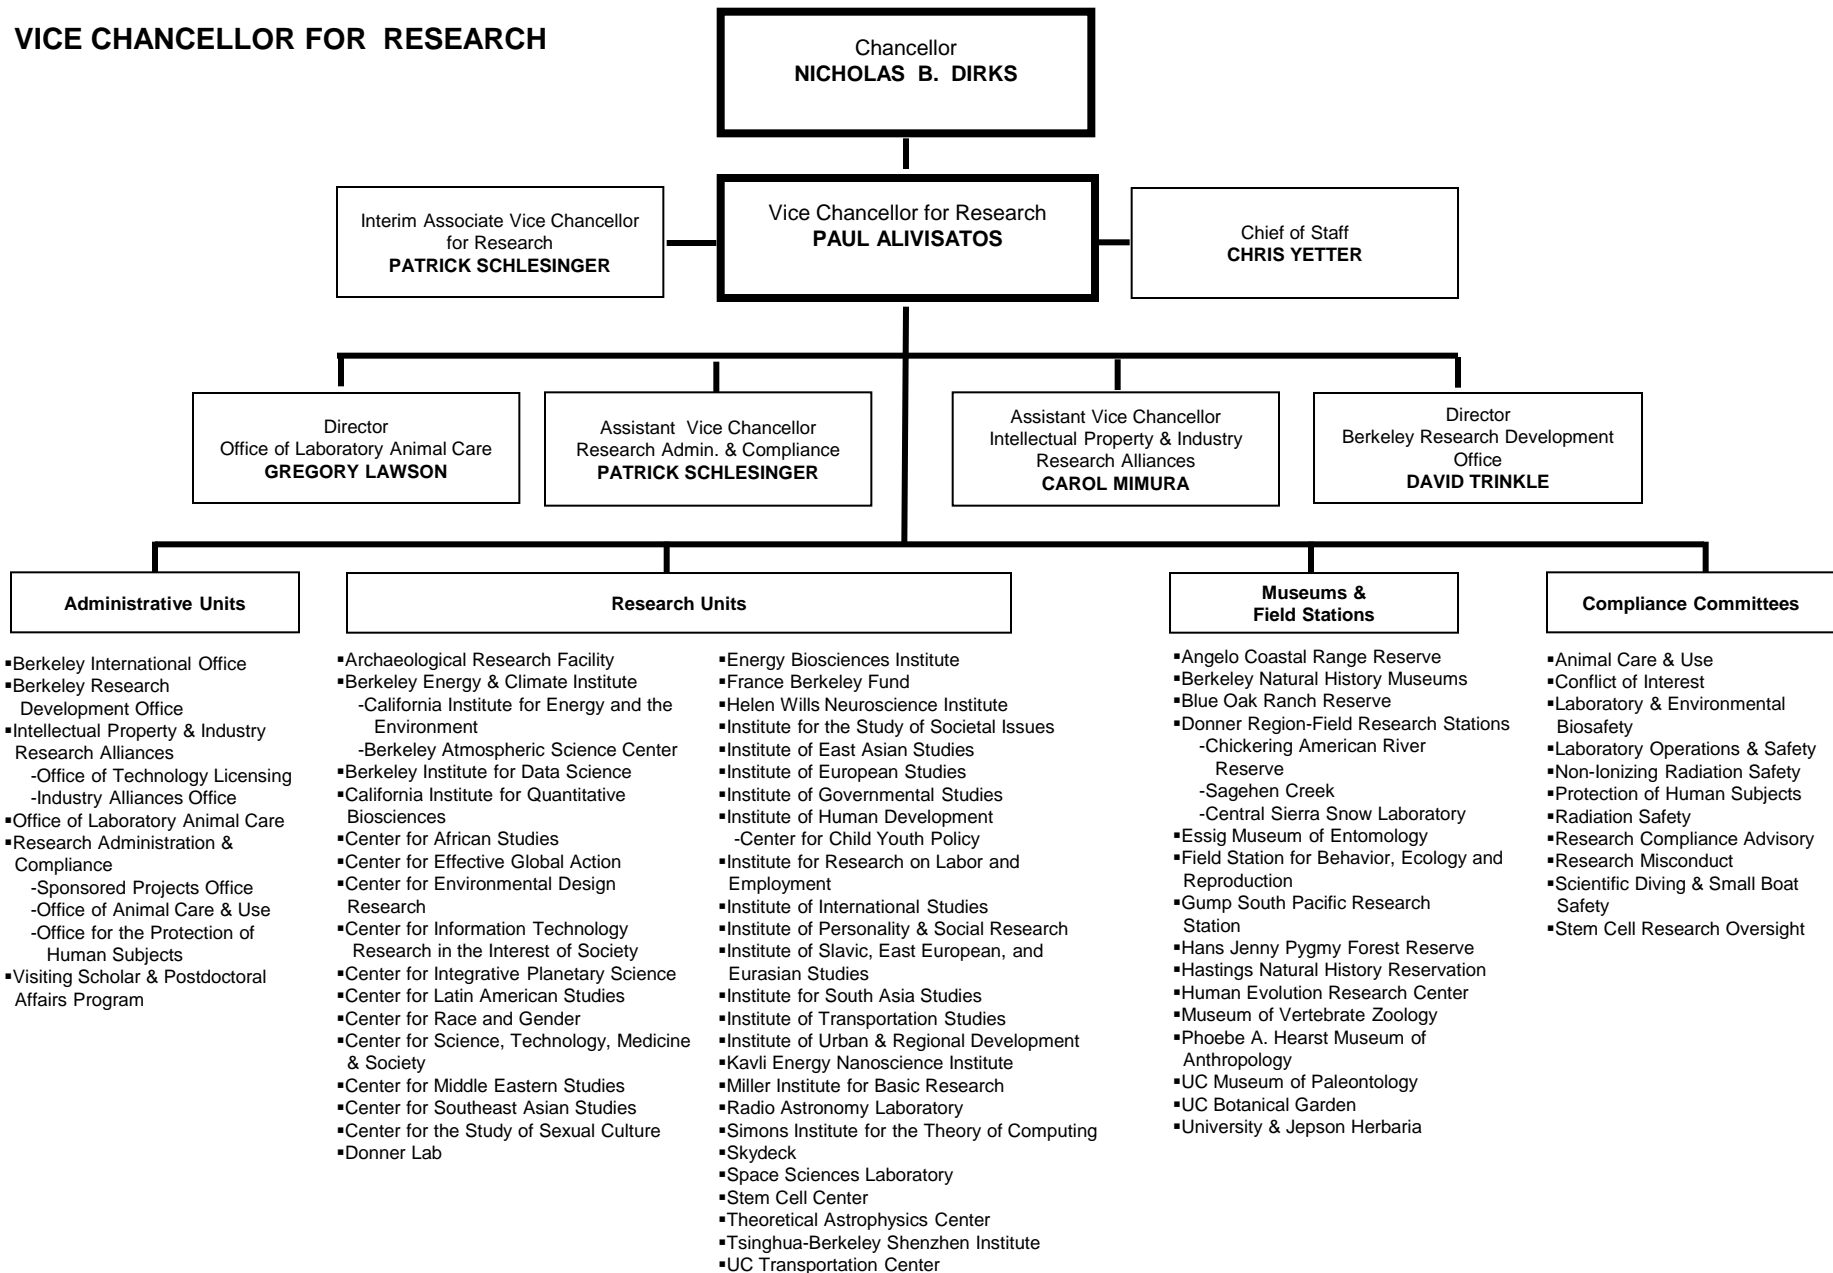 VICE CHANCELLOR FOR RESEARCH
Chancellor
NICHOLAS B. DIRKS
Interim Associate Vice Chancellor
for Research
PATRICK SCHLESINGER
Vice Chancellor for Research
PAUL ALIVISATOS
Chief of Staff
CHRIS YETTER
Director
Office of Laboratory Animal Care
GREGORY LAWSON
Assistant Vice Chancellor
Research Admin. & Compliance
PATRICK SCHLESINGER
Assistant Vice Chancellor
Intellectual Property & Industry
Research Alliances
CAROL MIMURA
Director
Berkeley Research Development
Office
DAVID TRINKLE
Administrative Units
▪Berkeley International Office
▪Berkeley Research
Development Office
▪Intellectual Property & Industry
Research Alliances
-Office of Technology Licensing
-Industry Alliances Office
▪Office of Laboratory Animal Care
▪Research Administration &
Compliance
-Sponsored Projects Office
-Office of Animal Care & Use
-Office for the Protection of
Human Subjects
▪Visiting Scholar & Postdoctoral
Affairs Program
Research Units
▪Archaeological Research Facility
▪Berkeley Energy & Climate Institute
-California Institute for Energy and the
Environment
-Berkeley Atmospheric Science Center
▪Berkeley Institute for Data Science
▪California Institute for Quantitative
Biosciences
▪Center for African Studies
▪Center for Effective Global Action
▪Center for Environmental Design
Research
▪Center for Information Technology
Research in the Interest of Society
▪Center for Integrative Planetary Science
▪Center for Latin American Studies
▪Center for Race and Gender
▪Center for Science, Technology, Medicine
& Society
▪Center for Middle Eastern Studies
▪Center for Southeast Asian Studies
▪Center for the Study of Sexual Culture
▪Donner Lab
▪Energy Biosciences Institute
▪France Berkeley Fund
▪Helen Wills Neuroscience Institute
▪Institute for the Study of Societal Issues
▪Institute of East Asian Studies
▪Institute of European Studies
▪Institute of Governmental Studies
▪Institute of Human Development
-Center for Child Youth Policy
▪Institute for Research on Labor and
Employment
▪Institute of International Studies
▪Institute of Personality & Social Research
▪Institute of Slavic, East European, and
Eurasian Studies
▪Institute for South Asia Studies
▪Institute of Transportation Studies
▪Institute of Urban & Regional Development
▪Kavli Energy Nanoscience Institute
▪Miller Institute for Basic Research
▪Radio Astronomy Laboratory
▪Simons Institute for the Theory of Computing
▪Skydeck
▪Space Sciences Laboratory
▪Stem Cell Center
▪Theoretical Astrophysics Center
▪Tsinghua-Berkeley Shenzhen Institute
▪UC Transportation Center
Museums &
Field Stations
▪Angelo Coastal Range Reserve
▪Berkeley Natural History Museums
▪Blue Oak Ranch Reserve
▪Donner Region-Field Research Stations
-Chickering American River
Reserve
-Sagehen Creek
-Central Sierra Snow Laboratory
▪Essig Museum of Entomology
▪Field Station for Behavior, Ecology and
Reproduction
▪Gump South Pacific Research
Station
▪Hans Jenny Pygmy Forest Reserve
▪Hastings Natural History Reservation
▪Human Evolution Research Center
▪Museum of Vertebrate Zoology
▪Phoebe A. Hearst Museum of
Anthropology
▪UC Museum of Paleontology
▪UC Botanical Garden
▪University & Jepson Herbaria
Compliance Committees
▪Animal Care & Use
▪Conflict of Interest
▪Laboratory & Environmental
Biosafety
▪Laboratory Operations & Safety
▪Non-Ionizing Radiation Safety
▪Protection of Human Subjects
▪Radiation Safety
▪Research Compliance Advisory
▪Research Misconduct
▪Scientific Diving & Small Boat
Safety
▪Stem Cell Research Oversight